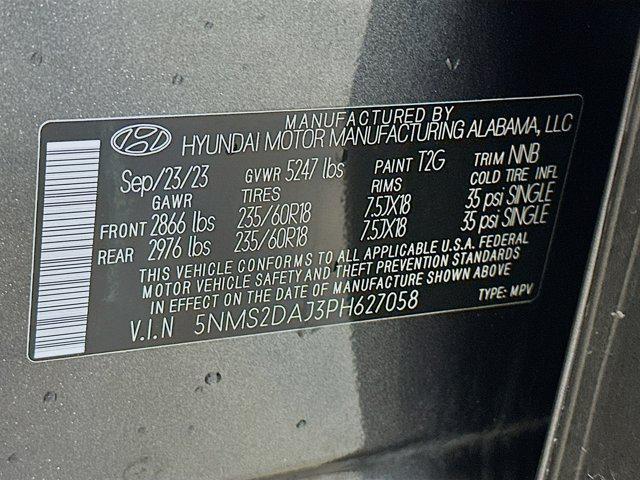 MANUFACTURED BY
HYUNDAI MOTOR MANUFACTURING ALABAMA, LLC
Sep/23/23 GVWR 5247 lbs PAINT T2G TRIM NNB
GAWR TIRES RIMS COLD TIRE INFL
FRONT 2866 lbs 235/60R18 7.5JX18 35 psi SINGLE
REAR 2976 lbs 235/60R18 7.5JX18 35 psi SINGLE
THIS VEHICLE CONFORMS TO ALL APPLICABLE U.S.A. FEDERAL
MOTOR VEHICLE SAFETY AND THEFT PREVENTION STANDARDS
IN EFFECT ON THE DATE OF MANUFACTURE SHOWN ABOVE
V.I.N 5NMS2DAJ3PH627058 TYPE: MPV